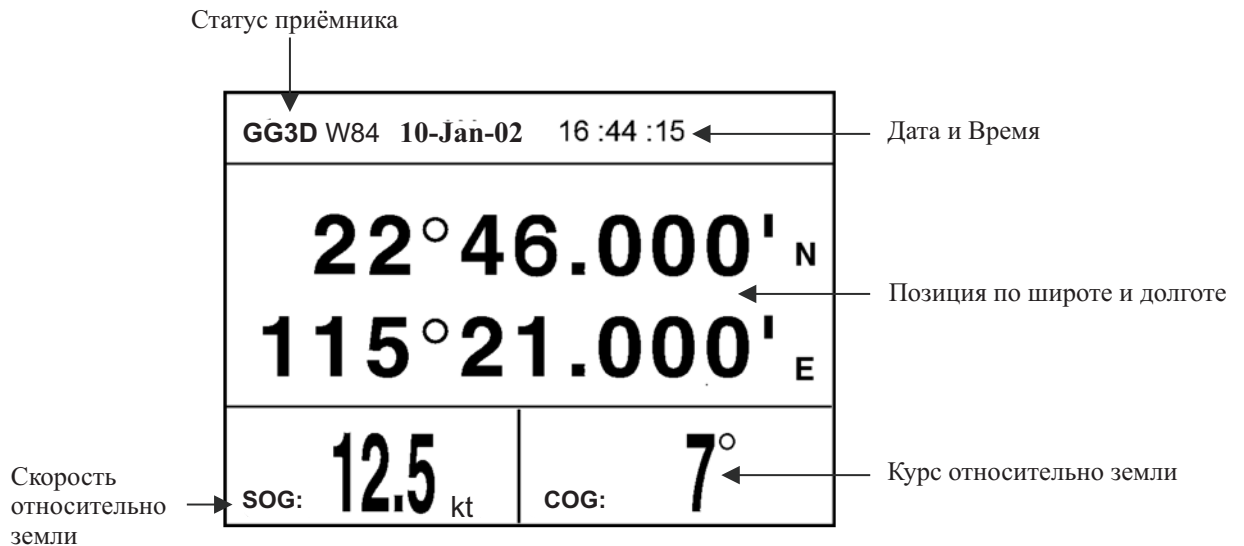 Статус приёмника
GG3D W84 10-Jan-02 16 :44 :15
Дата и Время
22°46.000' N
Позиция по широте и долготе
115°21.000' E
Скорость
относительно
земли
SOG: 12.5 kt
COG: 7°
Курс относительно земли